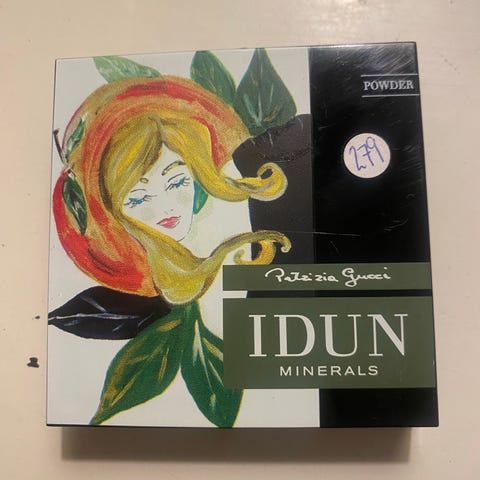 POWDER
279
Patrizia Gucci
IDUN
MINERALS